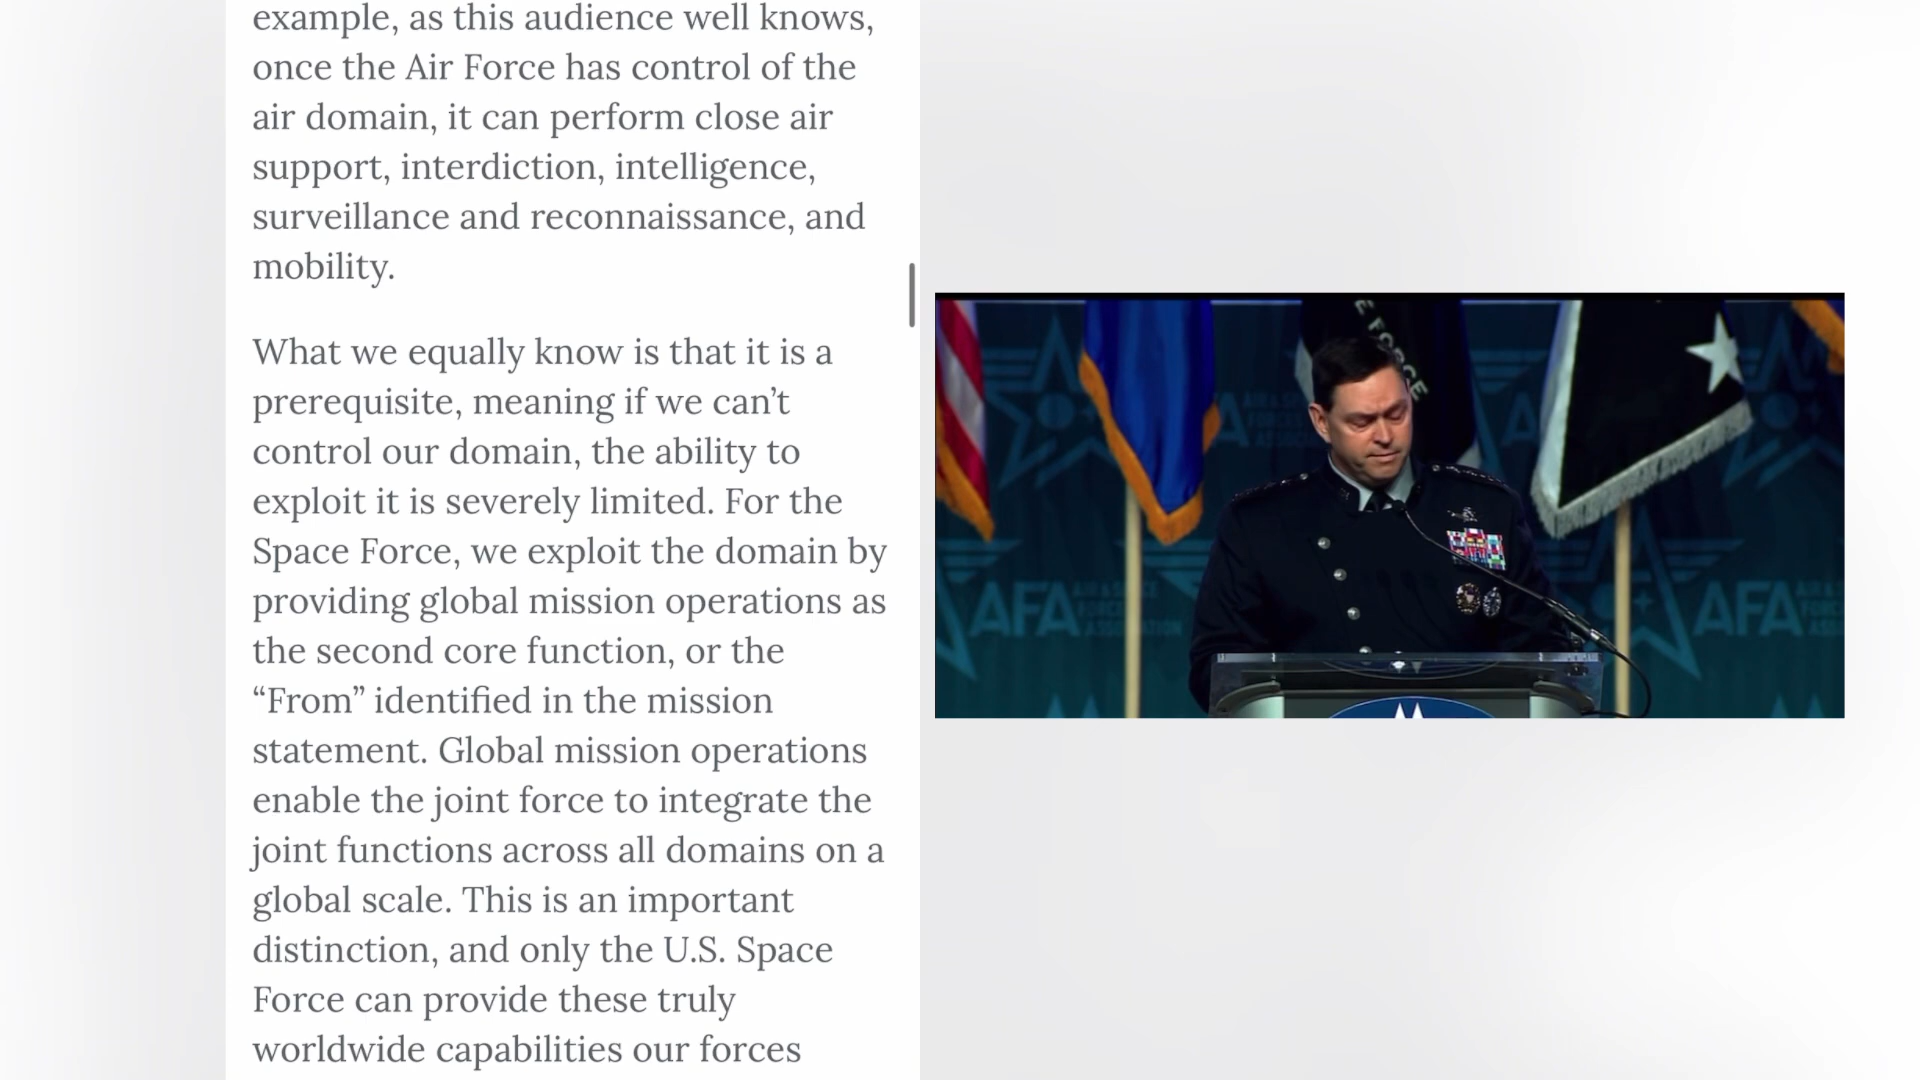 example, as this audience well knows,
once the Air Force has control of the
air domain, it can perform close air
support, interdiction, intelligence,
surveillance and reconnaissance, and
mobility.
What we equally know is that it is a
prerequisite, meaning if we can’t
control our domain, the ability to
exploit it is severely limited. For the
Space Force, we exploit the domain by
providing global mission operations as
the second core function, or the
“From” identified in the mission
statement. Global mission operations
enable the joint force to integrate the
joint functions across all domains on a
global scale. This is an important
distinction, and only the U.S. Space
Force can provide these truly
worldwide capabilities our forces
E FORCE
AFA AIR & SPACE
FORCES
ASSOCIATION
AFA